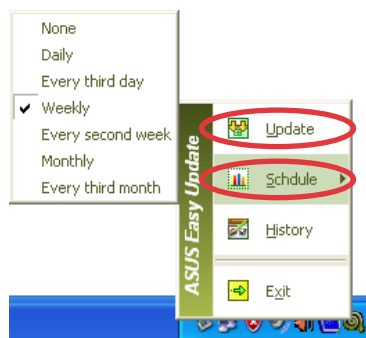 None
Daily
Every third day
Weekly
Every second week
Monthly
Every third month
ASUS Easy Update
Update
Schdule
History
Exit